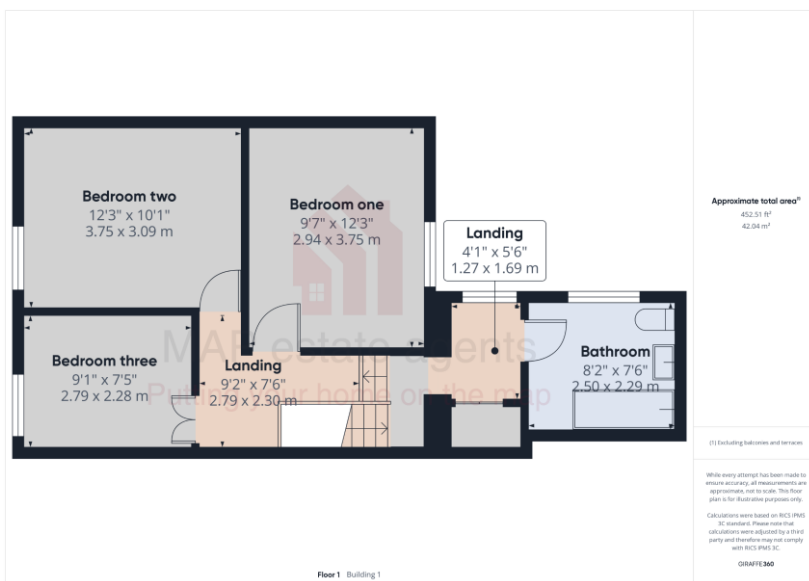 Bedroom two
12'3" x 10'1"
3.75 x 3.09 m
Bedroom one
9'7" x 12'3"
2.94 x 3.75 m
Landing
4'1" x 5'6"
1.27 x 1.69 m
Bedroom three
9'1" x 7'5"
2.79 x 2.28 m
Landing
9'2" x 7'6"
2.79 x 2.30 m
Bathroom
8'2" x 7'6"
2.50 x 2.29 m
MAP estate agents
Putting your home on the map
Floor 1 Building 1
Approximate total area(1)
452.51 ft²
42.04 m²
(1) Excluding balconies and terraces
While every attempt has been made to
ensure accuracy, all measurements are
approximate, not to scale. This floor
plan is for illustrative purposes only.
Calculations were based on RICS IPMS
3C standard. Please note that
calculations were adjusted by a third
party and therefore may not comply
with RICS IPMS 3C.
GIRAFFE360